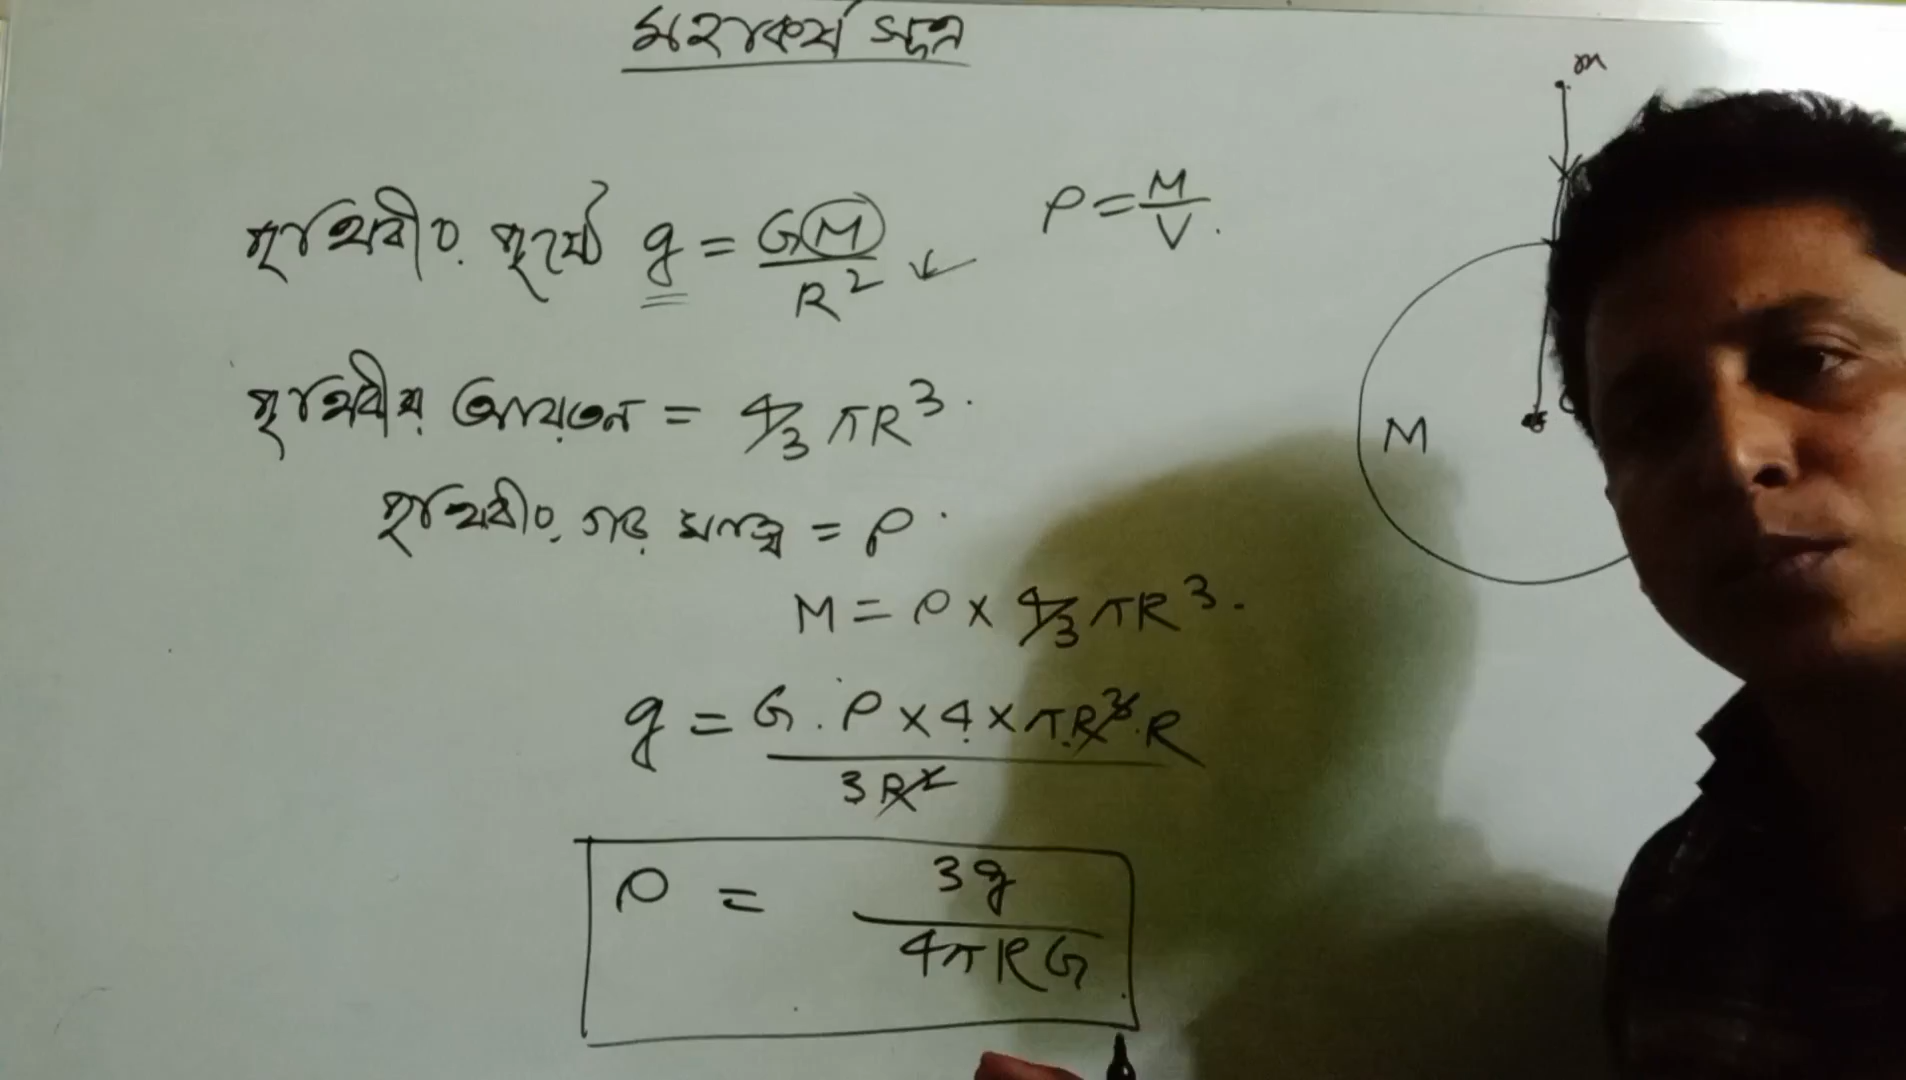 মহাকর্ষ সূত্র
m
পৃথিবীর পৃষ্ঠে g = GM/R²
ρ = M/V.
পৃথিবীর আয়তন = 4/3 πR³.
M
পৃথিবীর গড় ঘনত্ব = ρ.
M = ρ × 4/3 πR³.
g = G . ρ × 4 × πR³.R / 3R²
ρ = 3g / 4πRG